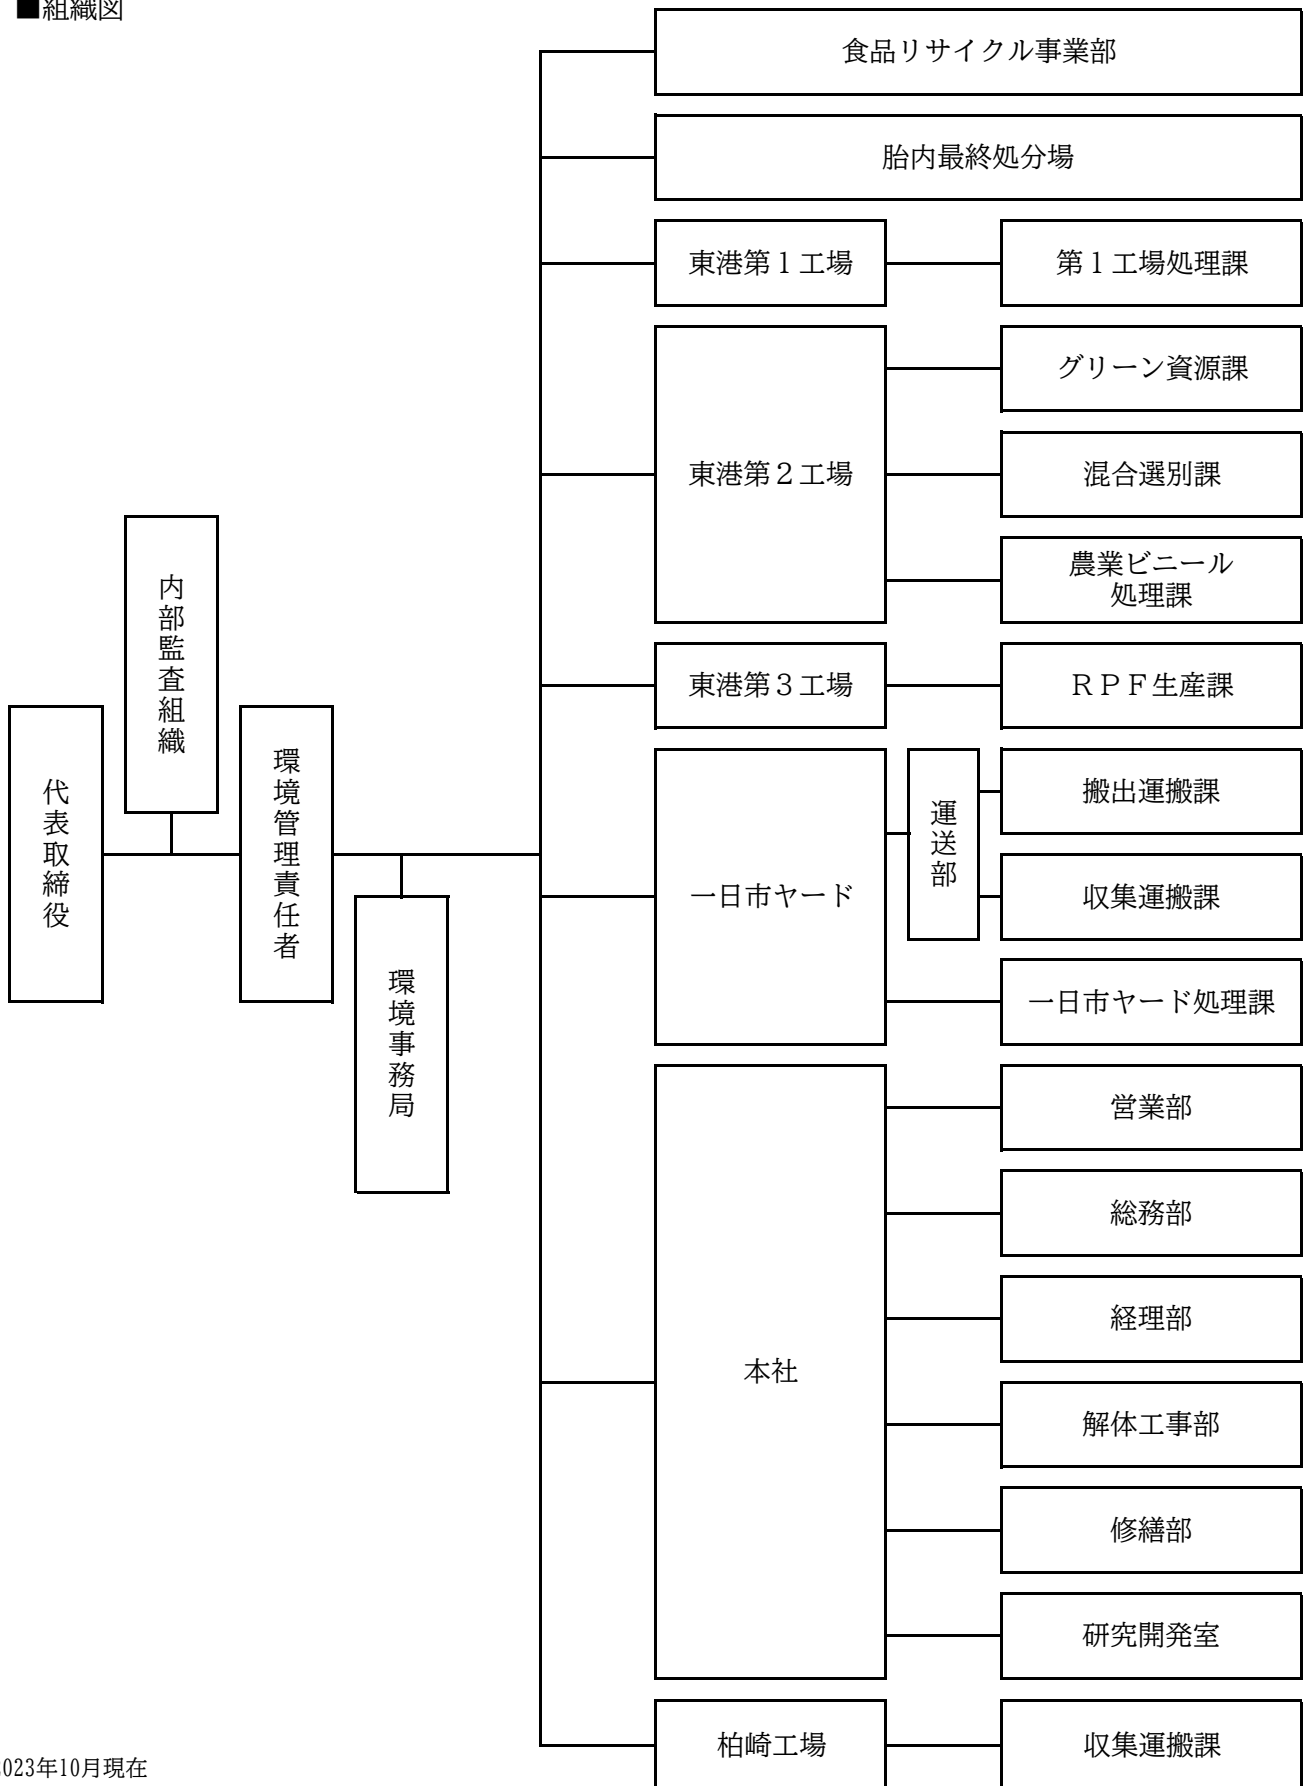 ■組織図
食品リサイクル事業部
胎内最終処分場
東港第１工場
第１工場処理課
東港第２工場
グリーン資源課
混合選別課
農業ビニール
処理課
東港第３工場
ＲＰＦ生産課
一日市ヤード
運送部
搬出運搬課
収集運搬課
一日市ヤード処理課
本社
営業部
総務部
経理部
解体工事部
修繕部
研究開発室
柏崎工場
収集運搬課
代表取締役
内部監査組織
環境管理責任者
環境事務局
023年10月現在